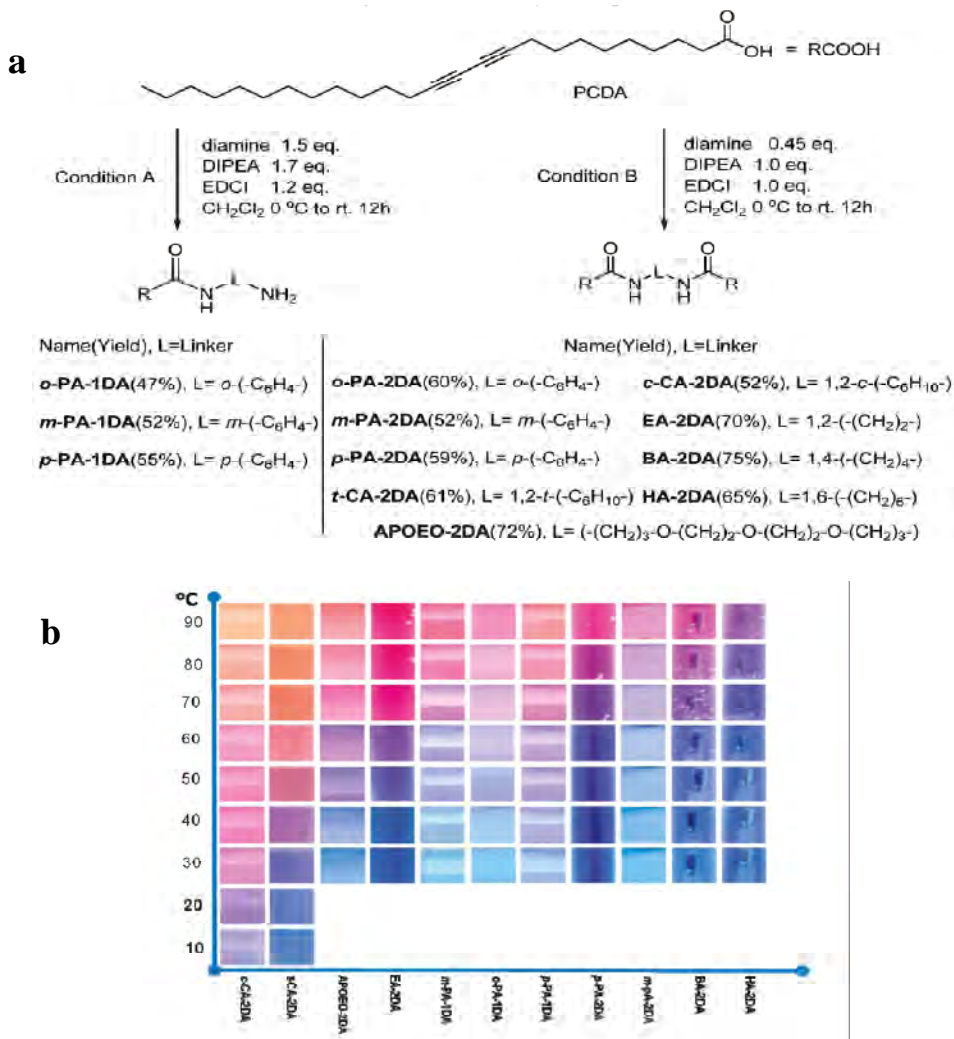 a
O
OH = RCOOH
PCDA
Condition A
diamine 1.5 eq.
DIPEA 1.7 eq.
EDCI 1.2 eq.
CH₂Cl₂ 0 ºC to rt. 12h
Condition B
diamine 0.45 eq.
DIPEA 1.0 eq.
EDCI 1.0 eq.
CH₂Cl₂ 0 ºC to rt. 12h
O
R N H L NH₂
O O
R N H L N H R
Name(Yield), L=Linker
o-PA-1DA(47%), L= o-(-C₆H₄-)
m-PA-1DA(52%), L= m-(-C₆H₄-)
p-PA-1DA(55%), L= p-(-C₆H₄-)
Name(Yield), L=Linker
o-PA-2DA(60%), L= o-(-C₆H₄-) c-CA-2DA(52%), L= 1,2-c-(-C₆H₁₀-)
m-PA-2DA(52%), L= m-(-C₆H₄-) EA-2DA(70%), L= 1,2-(-(CH₂)₂-)
p-PA-2DA(59%), L= p-(-C₆H₄-) BA-2DA(75%), L= 1,4-(-(CH₂)₄-)
t-CA-2DA(61%), L= 1,2-t-(-C₆H₁₀-) HA-2DA(65%), L=1,6-(-(CH₂)₆-)
APOEO-2DA(72%), L= (-(CH₂)₃-O-(CH₂)₂-O-(CH₂)₂-O-(CH₂)₃-)
b
ºC
90
80
70
60
50
40
30
20
10
c-CA-2DA
t-CA-2DA
APOEO-2DA
EA-2DA
m-PA-1DA
o-PA-1DA
p-PA-1DA
p-PA-2DA
m-pA-2DA
BA-2DA
HA-2DA